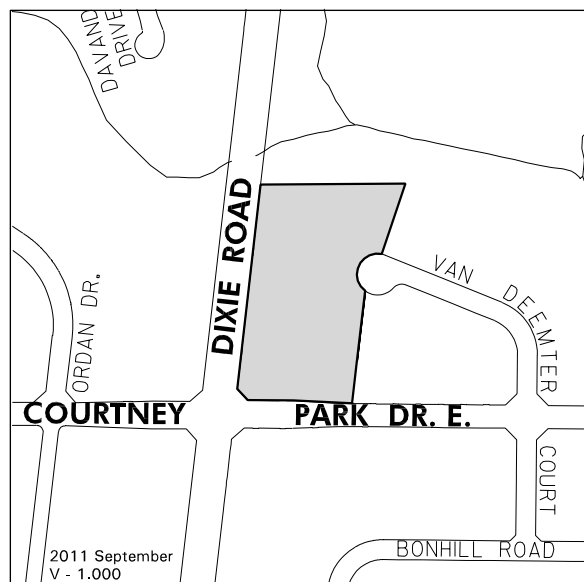 DAVAND
DRIVE
DIXIE ROAD
ORDAN DR.
VAN DEEMTER
COURTNEY PARK DR. E.
COURT
BONHILL ROAD
2011 September
V - 1.000